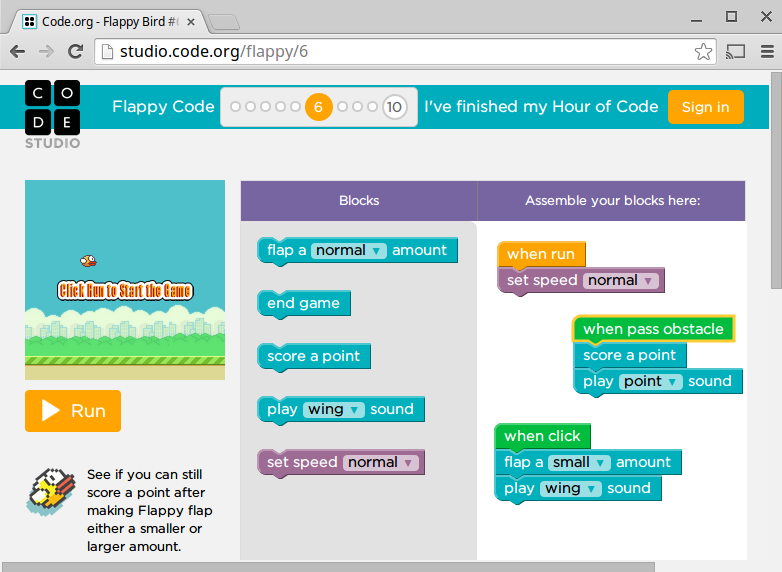 Code.org - Flappy Bird #6
studio.code.org/flappy/6
C O
D E
STUDIO
Flappy Code
6
10
I've finished my Hour of Code
Sign in
Click Run to Start the Game
Run
See if you can still
score a point after
making Flappy flap
either a smaller or
larger amount.
Blocks
flap a normal ▼ amount
end game
score a point
play wing ▼ sound
set speed normal ▼
Assemble your blocks here:
when run
set speed normal ▼
when pass obstacle
score a point
play point ▼ sound
when click
flap a small ▼ amount
play wing ▼ sound